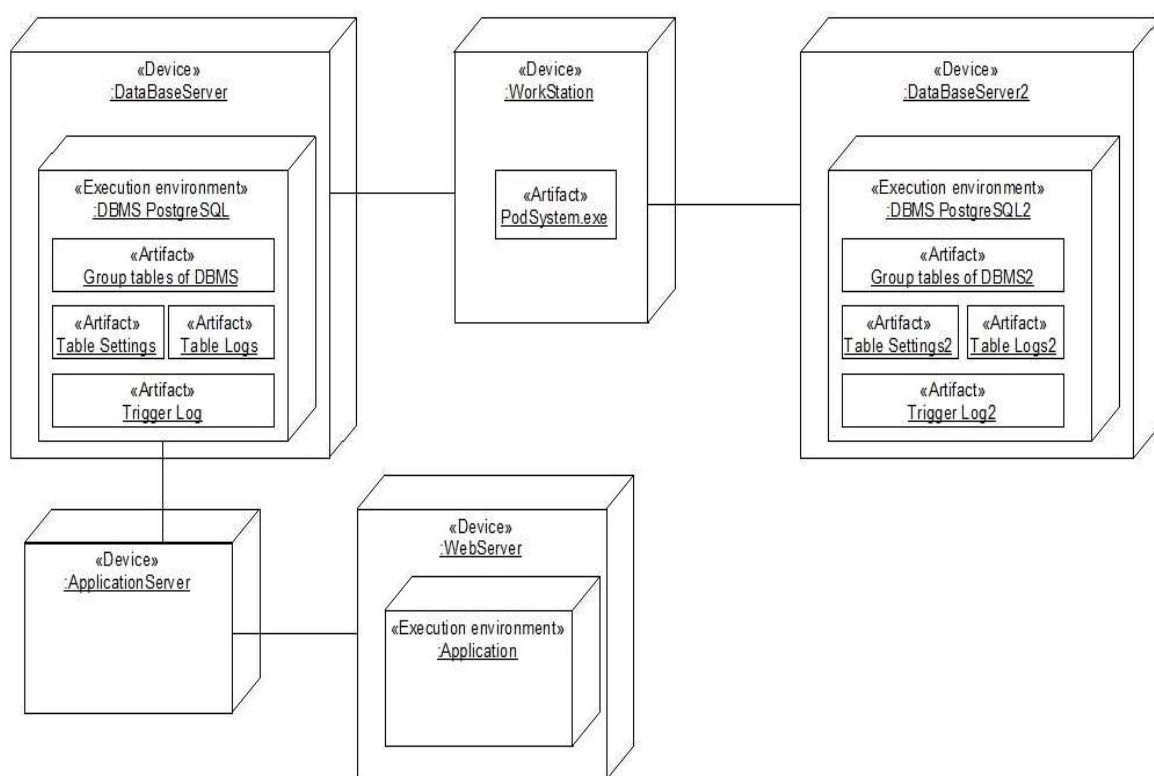 «Device»
:DataBaseServer
«Execution environment»
:DBMS PostgreSQL
«Artifact»
Group tables of DBMS
«Artifact»
Table Settings
«Artifact»
Table Logs
«Artifact»
Trigger Log
«Device»
:WorkStation
«Artifact»
PodSystem.exe
«Device»
:DataBaseServer2
«Execution environment»
:DBMS PostgreSQL2
«Artifact»
Group tables of DBMS2
«Artifact»
Table Settings2
«Artifact»
Table Logs2
«Artifact»
Trigger Log2
«Device»
:ApplicationServer
«Device»
:WebServer
«Execution environment»
:Application